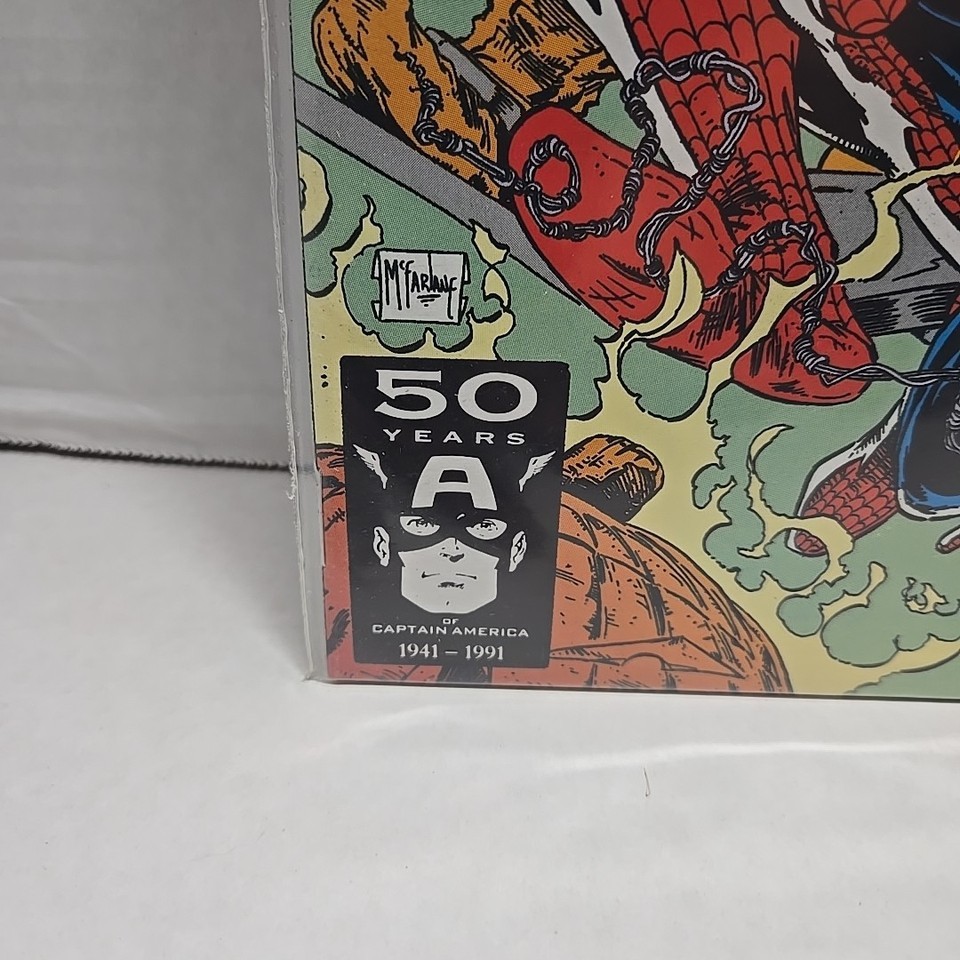 McFARLANE
50
YEARS
A
OF
CAPTAIN AMERICA
1941 – 1991